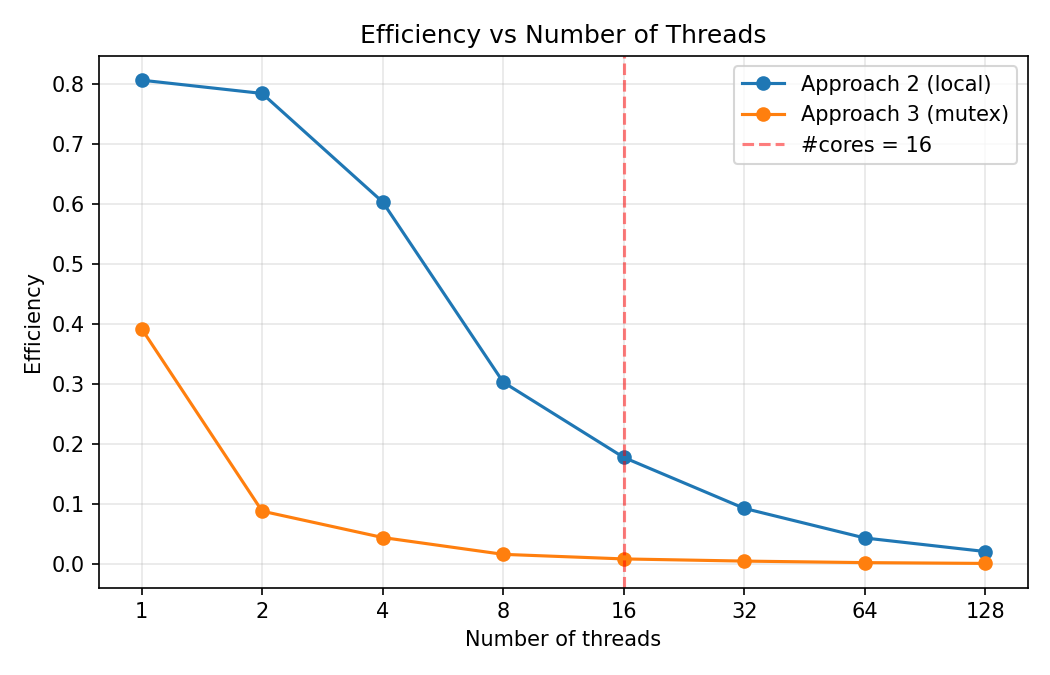 Efficiency vs Number of Threads
Approach 2 (local)
Approach 3 (mutex)
#cores = 16
Efficiency
0.8
0.7
0.6
0.5
0.4
0.3
0.2
0.1
0.0
1 2 4 8 16 32 64 128
Number of threads